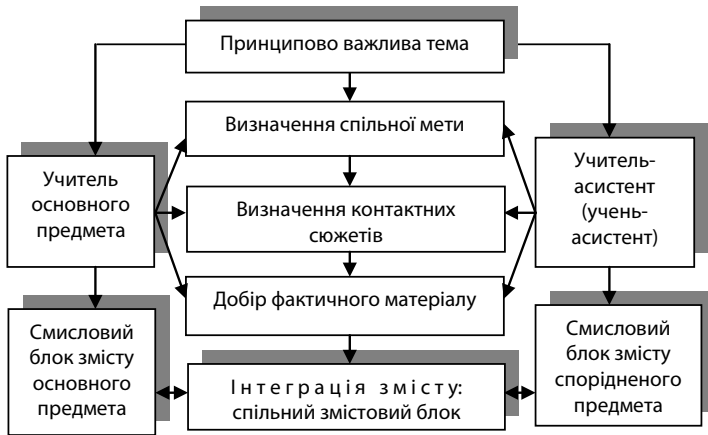 Принципово важлива тема
Визначення спільної мети
Учитель
основного
предмета
Визначення контактних
сюжетів
Учитель-
асистент
(учень-
асистент)
Добір фактичного матеріалу
Смисловий
блок змісту
основного
предмета
Інтеграція змісту:
спільний змістовий блок
Смисловий
блок змісту
спорідненого
предмета